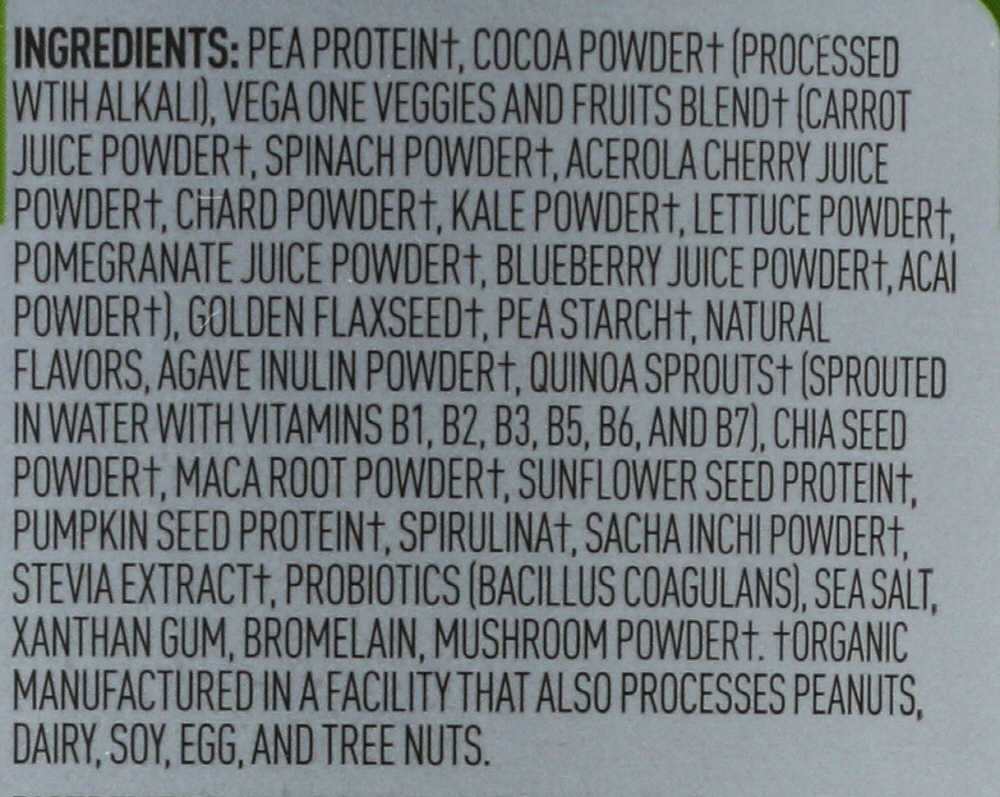 INGREDIENTS: PEA PROTEIN†, COCOA POWDER† (PROCESSED
WTIH ALKALI), VEGA ONE VEGGIES AND FRUITS BLEND† (CARROT
JUICE POWDER†, SPINACH POWDER†, ACEROLA CHERRY JUICE
POWDER†, CHARD POWDER†, KALE POWDER†, LETTUCE POWDER†,
POMEGRANATE JUICE POWDER†, BLUEBERRY JUICE POWDER†, ACAI
POWDER†), GOLDEN FLAXSEED†, PEA STARCH†, NATURAL
FLAVORS, AGAVE INULIN POWDER†, QUINOA SPROUTS† (SPROUTED
IN WATER WITH VITAMINS B1, B2, B3, B5, B6, AND B7), CHIA SEED
POWDER†, MACA ROOT POWDER†, SUNFLOWER SEED PROTEIN†,
PUMPKIN SEED PROTEIN†, SPIRULINA†, SACHA INCHI POWDER†,
STEVIA EXTRACT†, PROBIOTICS (BACILLUS COAGULANS), SEA SALT,
XANTHAN GUM, BROMELAIN, MUSHROOM POWDER†. †ORGANIC
MANUFACTURED IN A FACILITY THAT ALSO PROCESSES PEANUTS,
DAIRY, SOY, EGG, AND TREE NUTS.